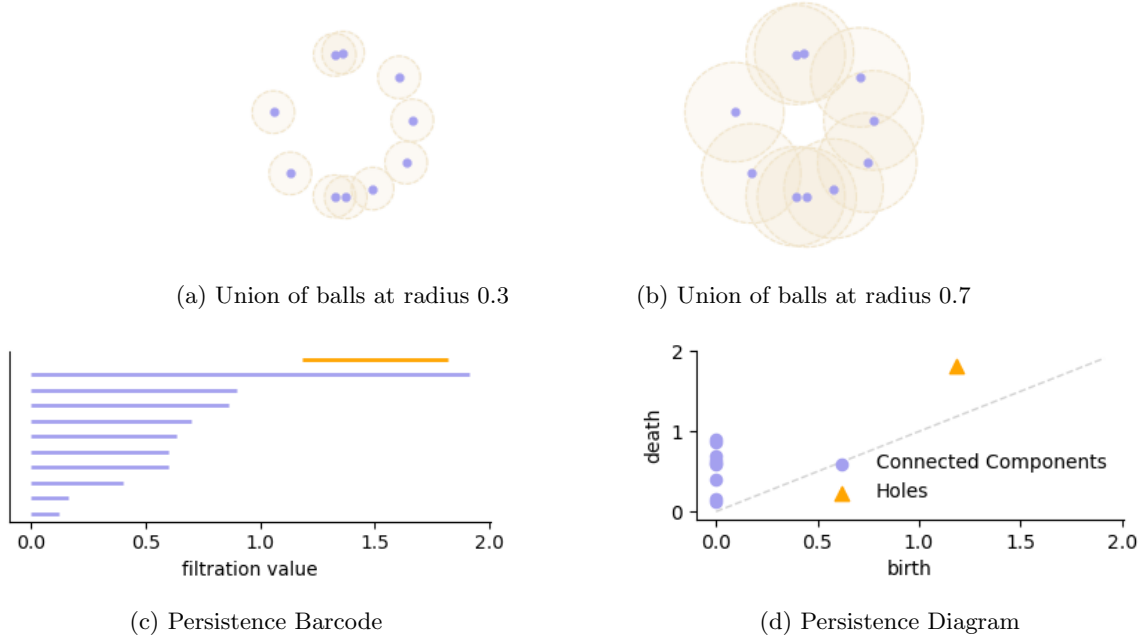 (a) Union of balls at radius 0.3
(b) Union of balls at radius 0.7
0.0 0.5 1.0 1.5 2.0
filtration value
(c) Persistence Barcode
2
1
0
death
Connected Components
Holes
0.0 0.5 1.0 1.5 2.0
birth
(d) Persistence Diagram